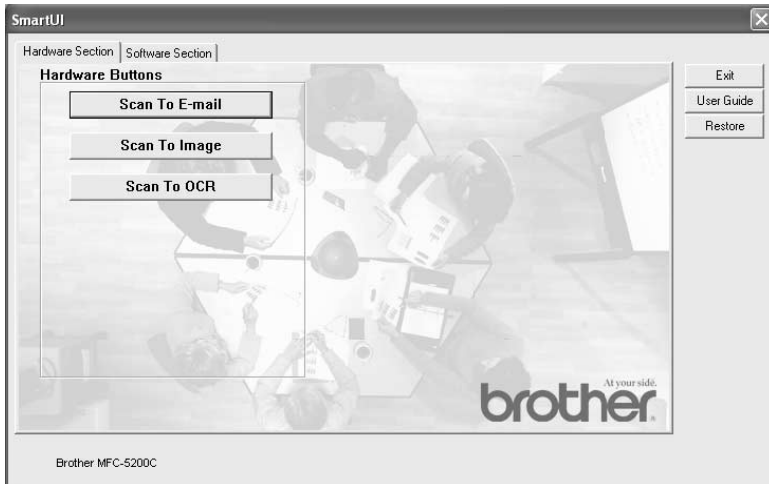 SmartUI
Hardware Section
Software Section
Hardware Buttons
Scan To E-mail
Scan To Image
Scan To OCR
Exit
User Guide
Restore
At your side.
brother
Brother MFC-5200C